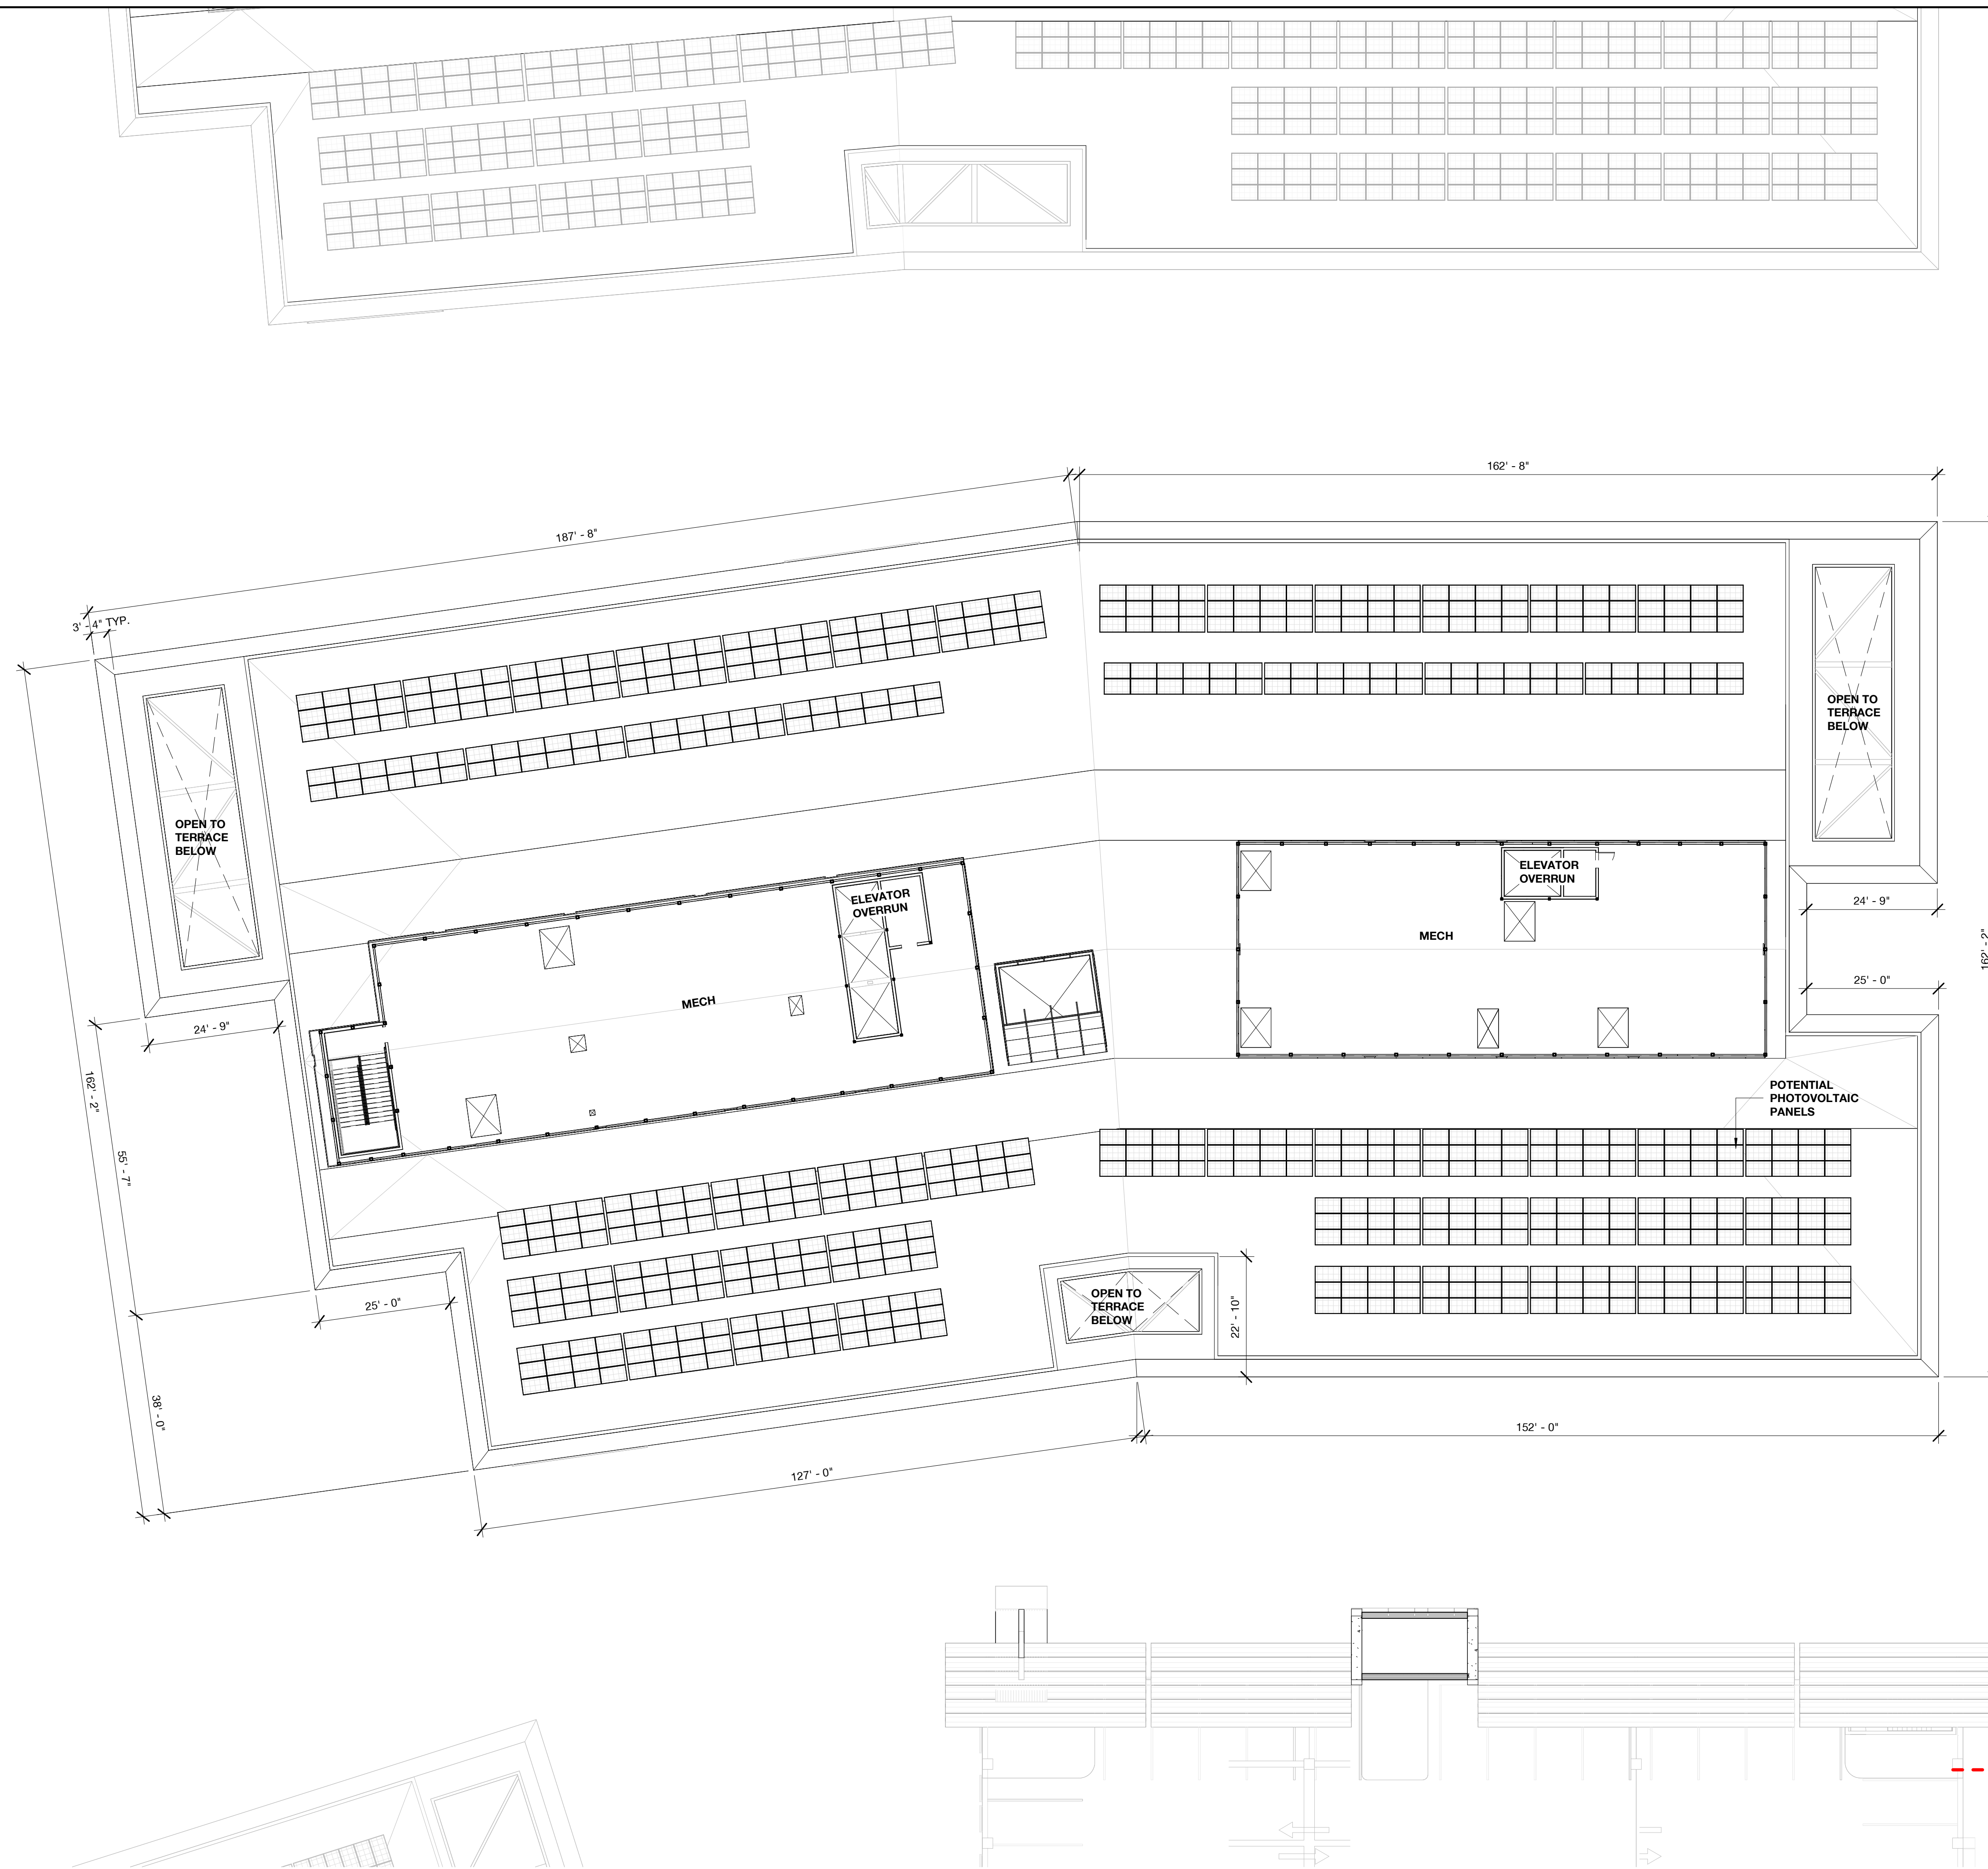 162' - 8"
187' - 8"
3' - 4" TYP.
OPEN TO
TERRACE
BELOW
OPEN TO
TERRACE
BELOW
ELEVATOR
OVERRUN
ELEVATOR
OVERRUN
24' - 9"
MECH
162' - 2"
MECH
25' - 0"
24' - 9"
162' - 2"
POTENTIAL
PHOTOVOLTAIC
PANELS
55' - 7"
OPEN TO
TERRACE
BELOW
25' - 0"
22' - 10"
38' - 0"
152' - 0"
127' - 0"